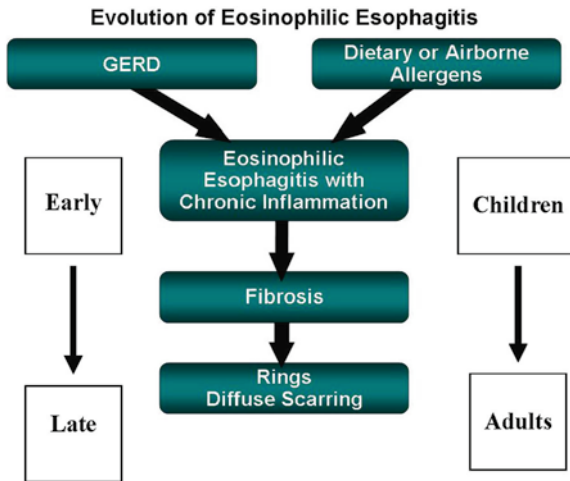 Evolution of Eosinophilic Esophagitis
GERD
Dietary or Airborne
Allergens
Eosinophilic
Esophagitis with
Chronic Inflammation
Early
Children
Fibrosis
Rings
Diffuse Scarring
Late
Adults